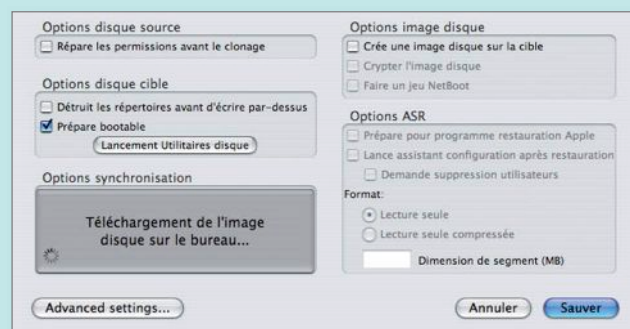 Options disque source
Répare les permissions avant le clonage
Options disque cible
Détruit les répertoires avant d'écrire par-dessus
Prépare bootable
Lancement Utilitaires disque
Options synchronisation
Téléchargement de l'image
disque sur le bureau...
Advanced settings...
Options image disque
Crée une image disque sur la cible
Crypter l'image disque
Faire un jeu NetBoot
Options ASR
Prépare pour programme restauration Apple
Lance assistant configuration après restauration
Demande suppression utilisateurs
Format:
Lecture seule
Lecture seule compressée
Dimension de segment (MB)
Annuler
Sauver